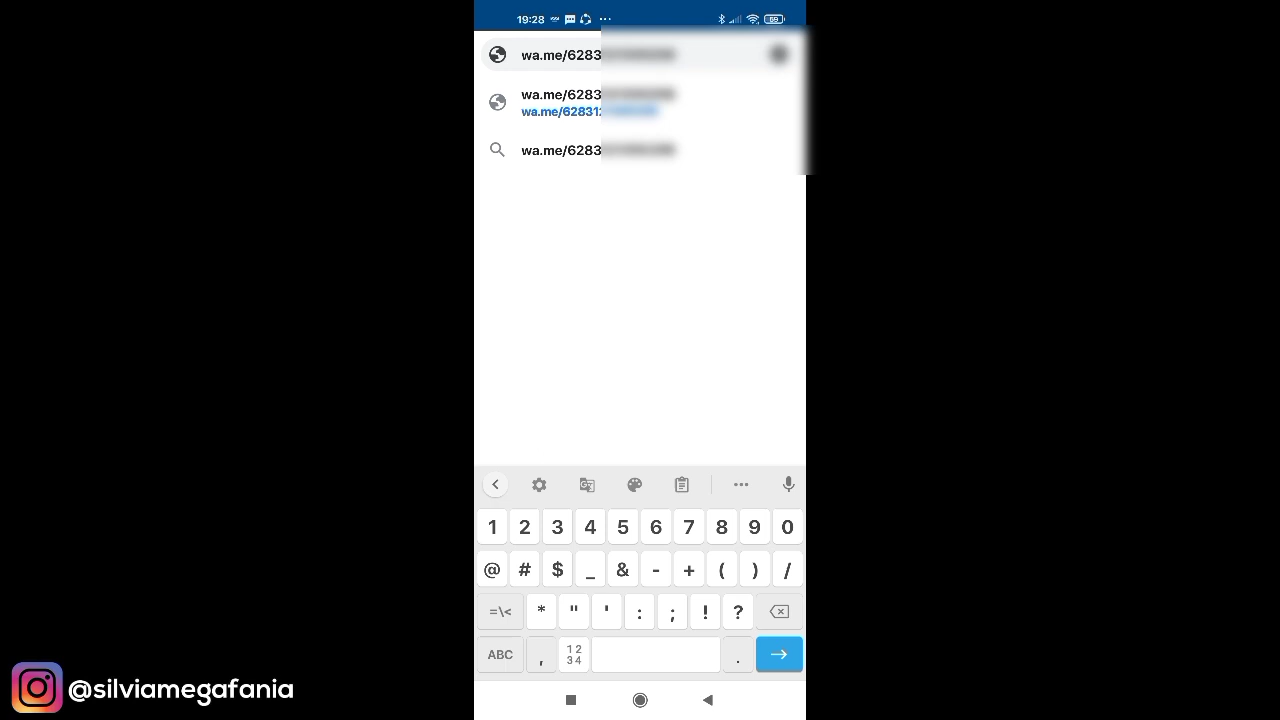 19:28
69
wa.me/6283
wa.me/6283
wa.me/62831
wa.me/6283
1 2 3 4 5 6 7 8 9 0
@ # $ _ & - + ( ) /
=\< * " ' : ; ! ?
ABC , 1 2 3 4 .
@silviamegafania